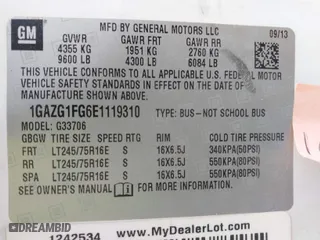 GM
MFD BY GENERAL MOTORS LLC
09/13
GVWR GAWR FRT GAWR RR
4355 KG 1951 KG 2760 KG
9600 LB 4300 LB 6084 LB
THIS VEHICLE CONFORMS TO ALL APPLICABLE U.S.
FEDERAL MOTOR VEHICLE SAFETY STANDARDS IN
EFFECT ON THE DATE OF MANUFACTURE SHOWN ABOVE.
1GAZG1FG6E1119310 TYPE: BUS - NOT SCHOOL BUS
MODEL: G33706
GBGW TIRE SIZE SPEED RTG RIM COLD TIRE PRESSURE
FRT LT245/75R16E S 16X6.5J 340KPA(50PSI)
RR LT245/75R16E S 16X6.5J 550KPA(80PSI)
SPA LT245/75R16E S 16X6.5J 550KPA(80PSI)
SEE OWNER'S MANUAL FOR ADDITIONAL INFORMATION.
1242534
www.MyDealerLot.com
DREAMBID